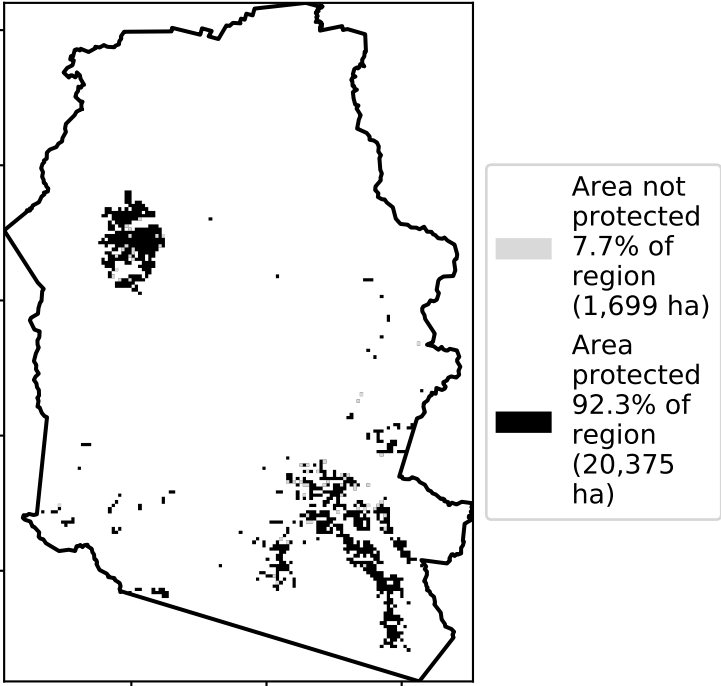 Area not
protected
7.7% of
region
(1,699 ha)
Area
protected
92.3% of
region
(20,375
ha)